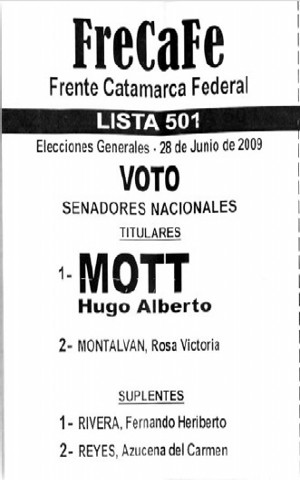 FreCaFe
Frente Catamarca Federal
LISTA 501
Elecciones Generales - 28 de Junio de 2009
VOTO
SENADORES NACIONALES
TITULARES
1- MOTT
Hugo Alberto
2- MONTALVAN, Rosa Victoria
SUPLENTES
1- RIVERA, Fernando Heriberto
2- REYES, Azucena del Carmen